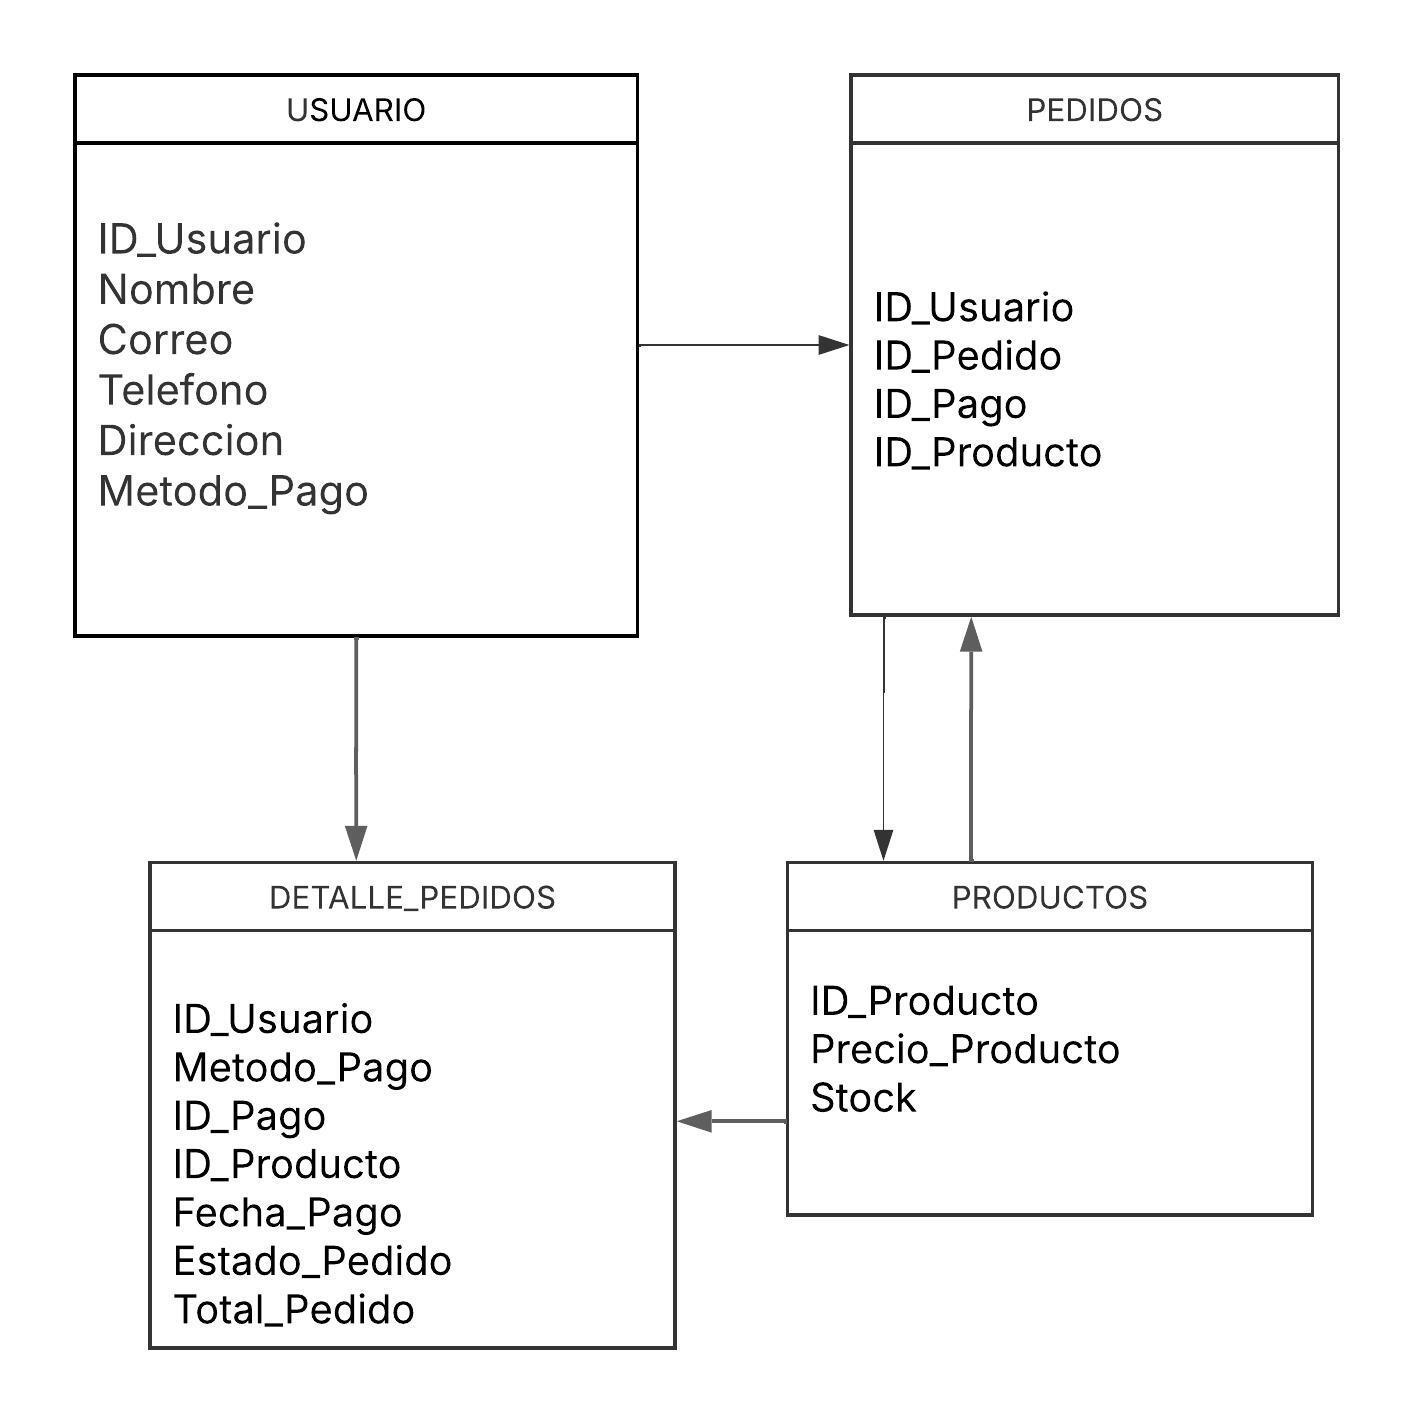 USUARIO
ID_Usuario
Nombre
Correo
Telefono
Direccion
Metodo_Pago
PEDIDOS
ID_Usuario
ID_Pedido
ID_Pago
ID_Producto
DETALLE_PEDIDOS
ID_Usuario
Metodo_Pago
ID_Pago
ID_Producto
Fecha_Pago
Estado_Pedido
Total_Pedido
PRODUCTOS
ID_Producto
Precio_Producto
Stock